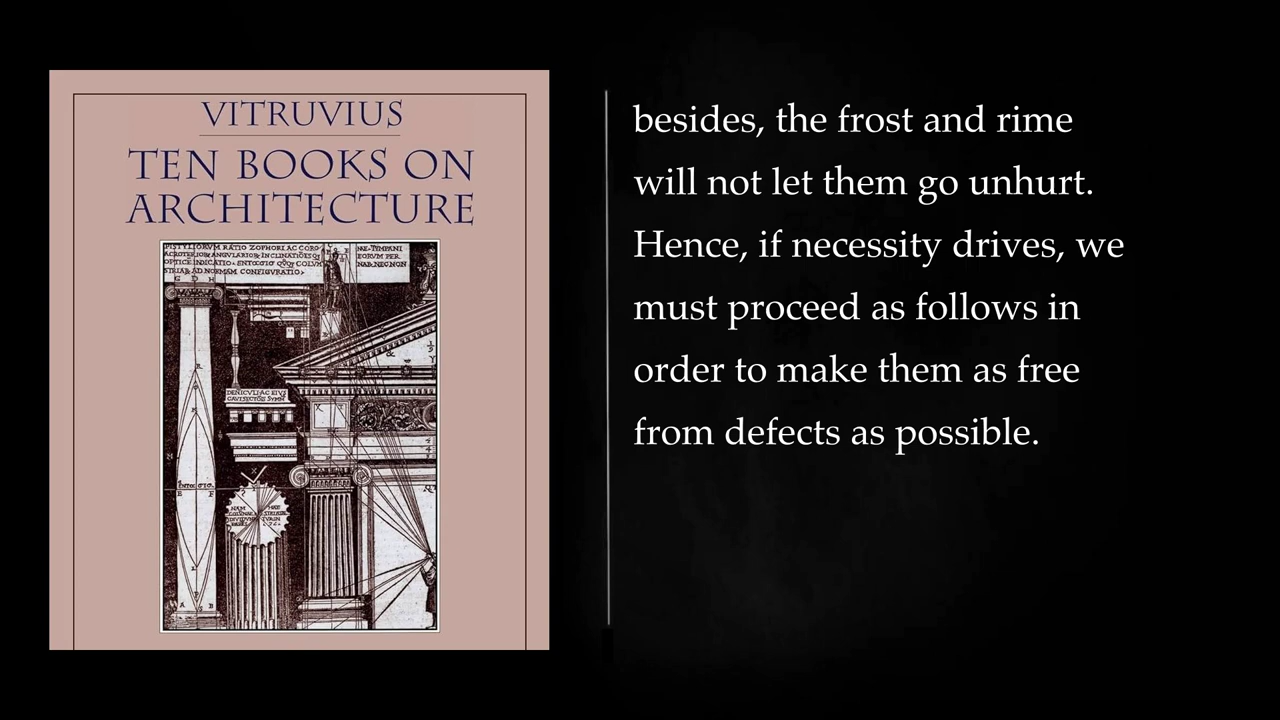 VITRUVIUS
TEN BOOKS ON
ARCHITECTURE
besides, the frost and rime
will not let them go unhurt.
Hence, if necessity drives, we
must proceed as follows in
order to make them as free
from defects as possible.